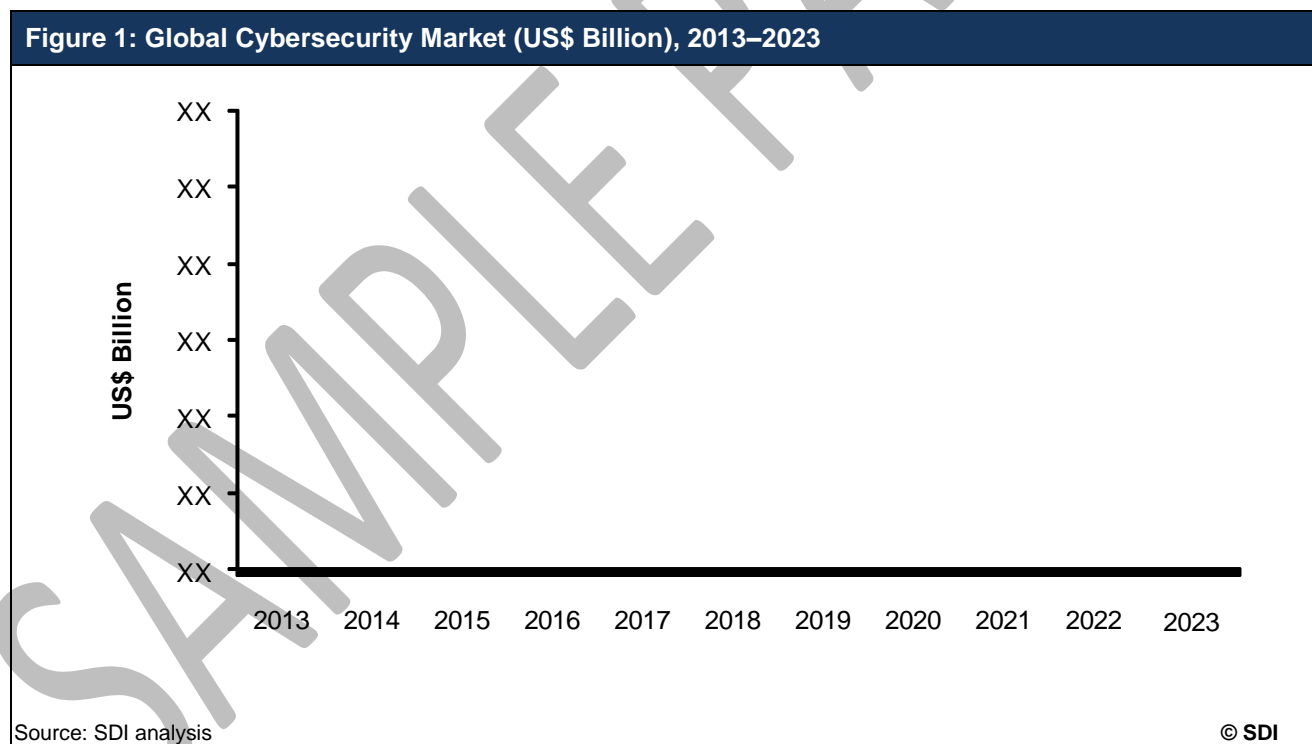 Figure 1: Global Cybersecurity Market (US$ Billion), 2013–2023
XX
XX
XX
XX
XX
XX
XX
US$ Billion
2013 2014 2015 2016 2017 2018 2019 2020 2021 2022 2023
Source: SDI analysis
© SDI
SAMPLE